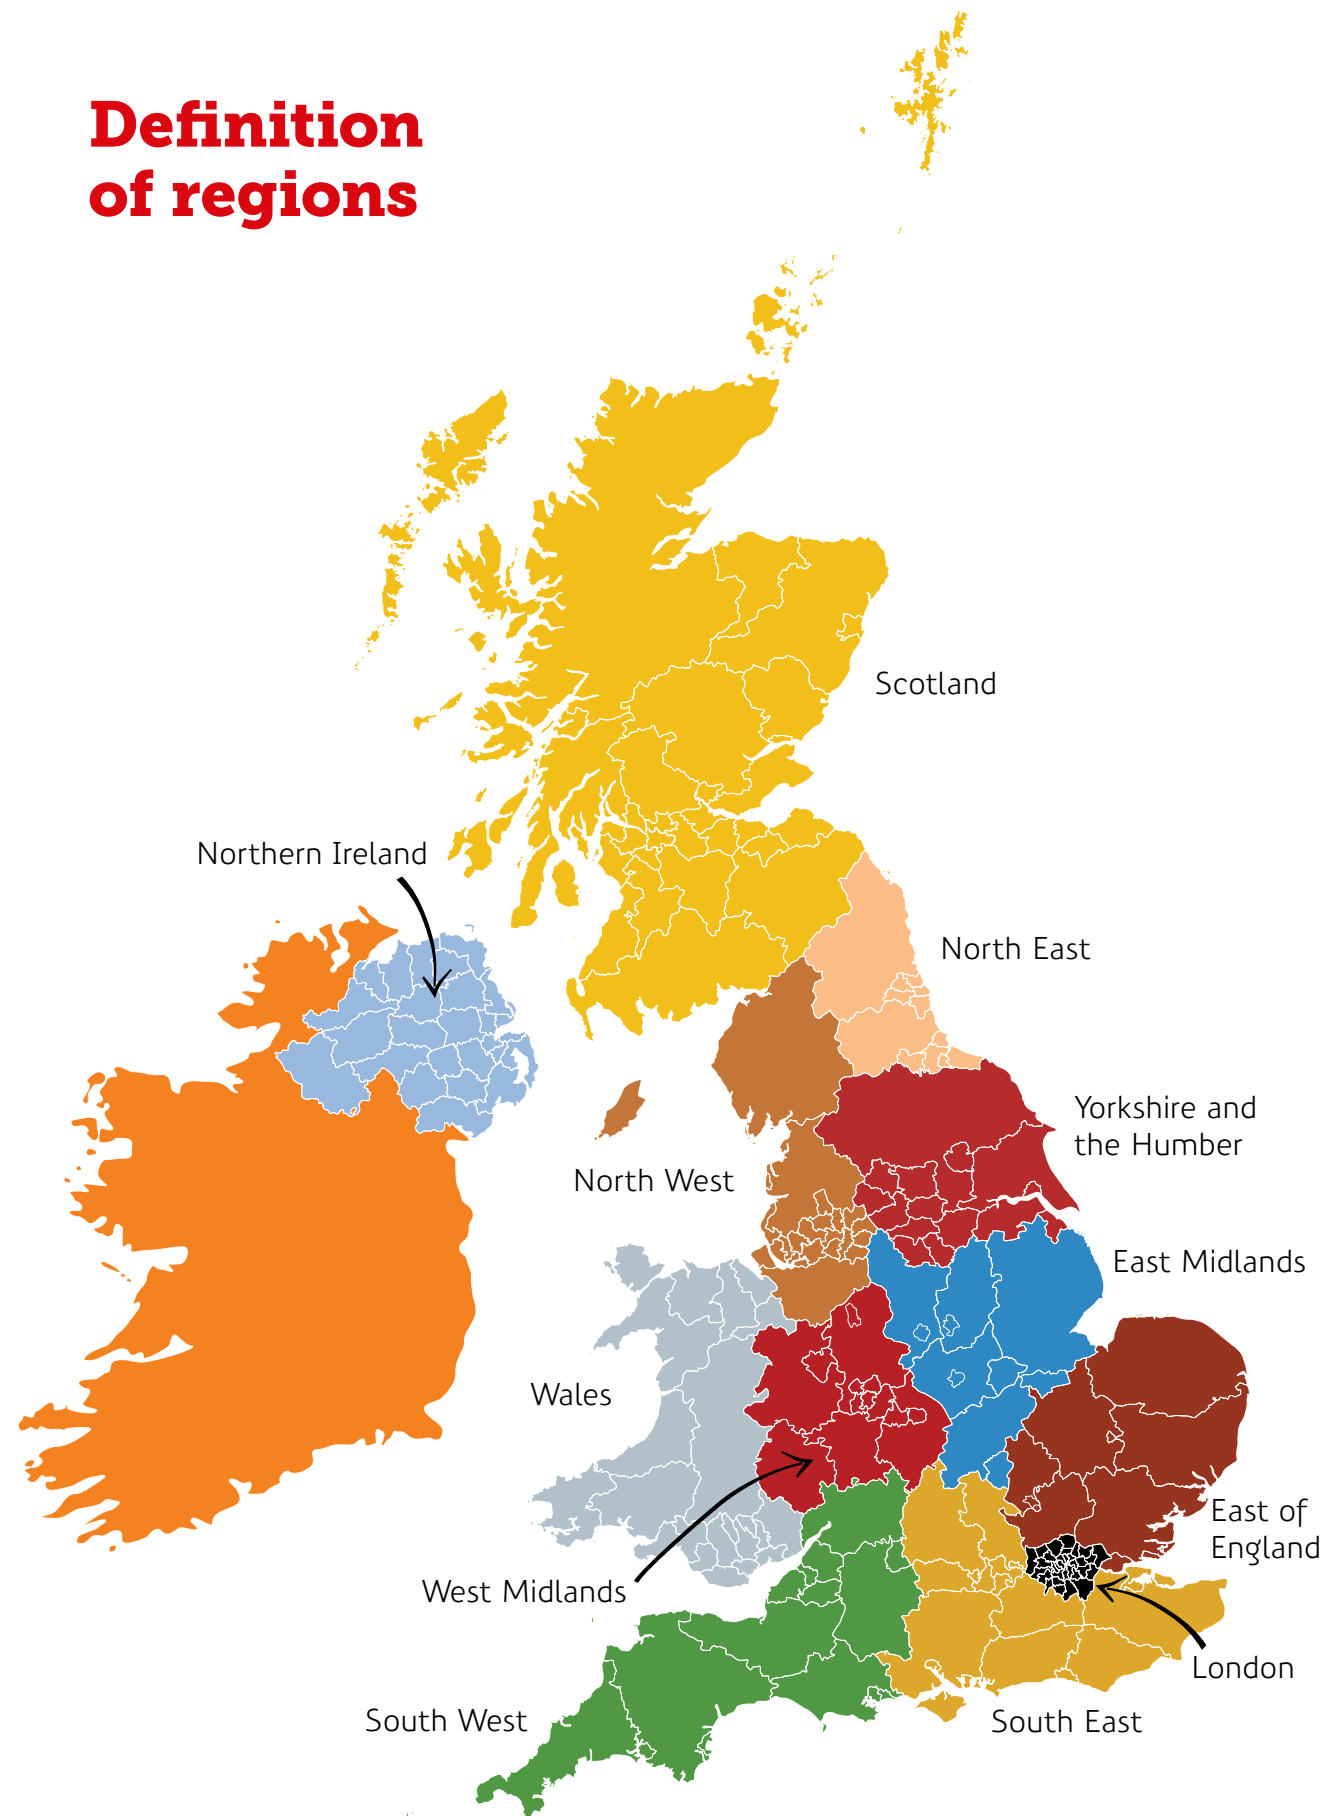 Definition
of regions
Scotland
Northern Ireland
North East
Yorkshire and
the Humber
North West
East Midlands
Wales
East of
England
West Midlands
London
South West
South East